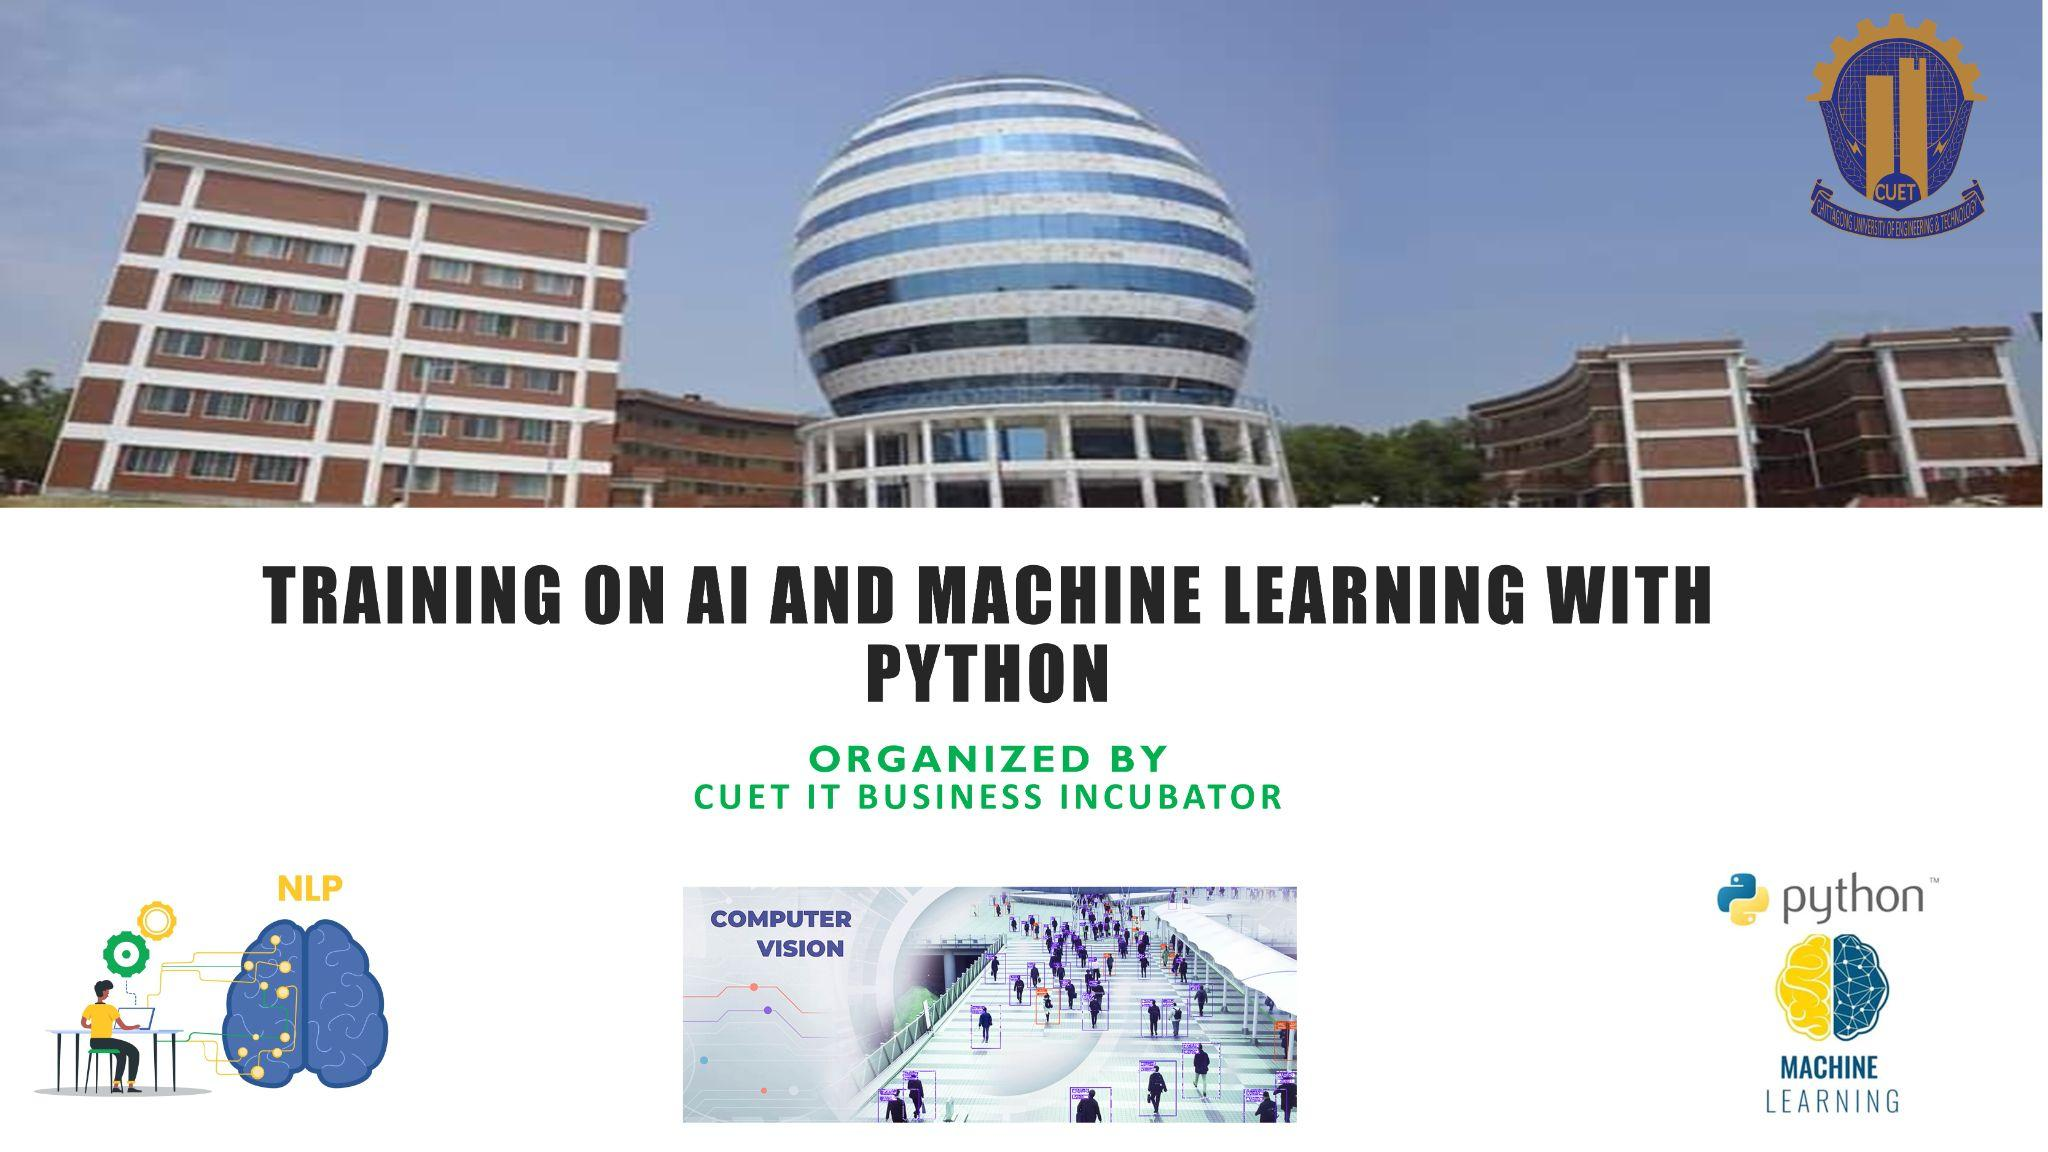 CUET
CHITTAGONG UNIVERSITY OF ENGINEERING & TECHNOLOGY
TRAINING ON AI AND MACHINE LEARNING WITH
PYTHON
ORGANIZED BY
CUET IT BUSINESS INCUBATOR
NLP
COMPUTER
VISION
python™
MACHINE
LEARNING